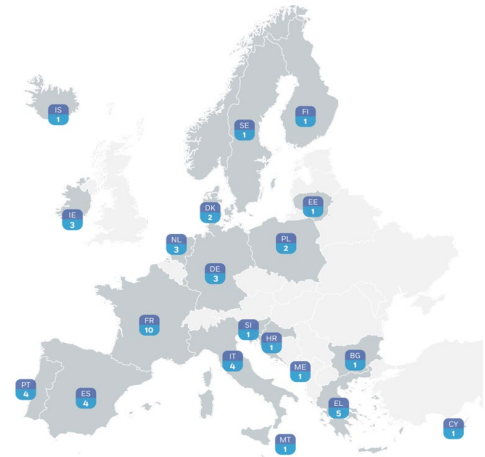 IS
1
SE
1
FI
1
IE
3
DK
2
EE
1
NL
3
PL
2
DE
3
FR
10
SI
1
HR
1
IT
4
ME
1
BG
1
PT
4
ES
4
EL
5
MT
1
CY
1